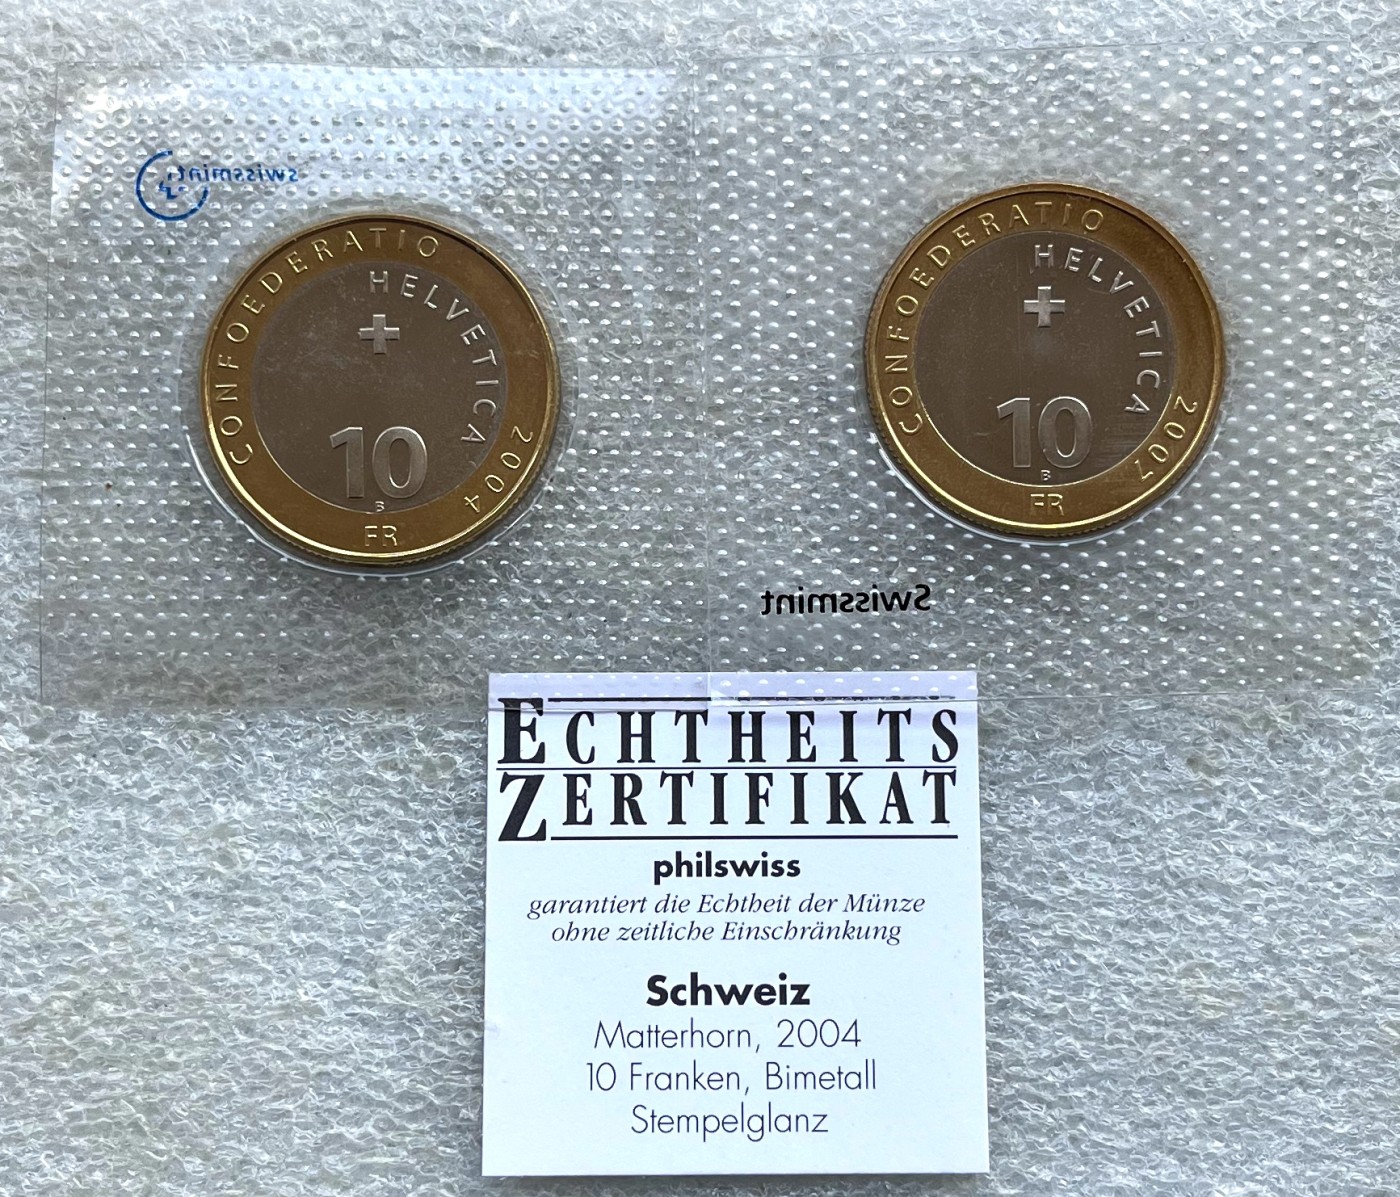 swissmint
CONFOEDERATIO
HELVETICA
2004
10
B
FR
CONFOEDERATIO
HELVETICA
2007
10
B
FR
Swissmint
ECHTHEITS
ZERTIFIKAT
philswiss
garantiert die Echtheit der Münze
ohne zeitliche Einschränkung
Schweiz
Matterhorn, 2004
10 Franken, Bimetall
Stempelglanz